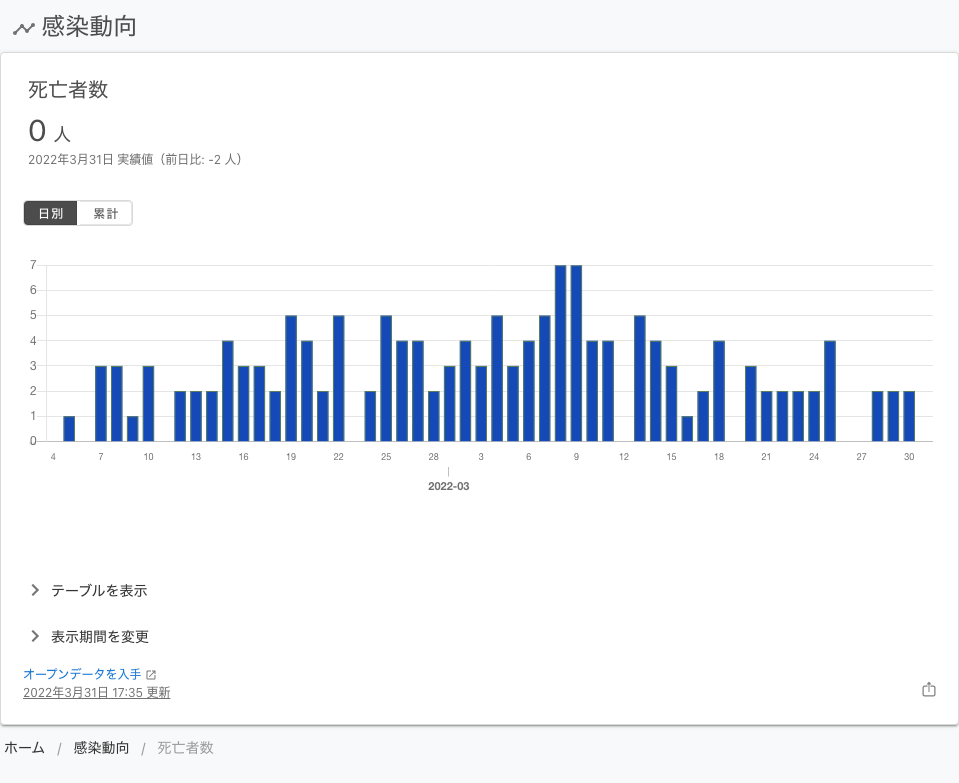 感染動向
死亡者数
0 人
2022年3月31日 実績値（前日比: -2 人）
日別 累計
7
6
5
4
3
2
1
0
4 7 10 13 16 19 22 25 28 3 6 9 12 15 18 21 24 27 30
2022-03
テーブルを表示
表示期間を変更
オープンデータを入手
2022年3月31日 17:35 更新
ホーム / 感染動向 / 死亡者数